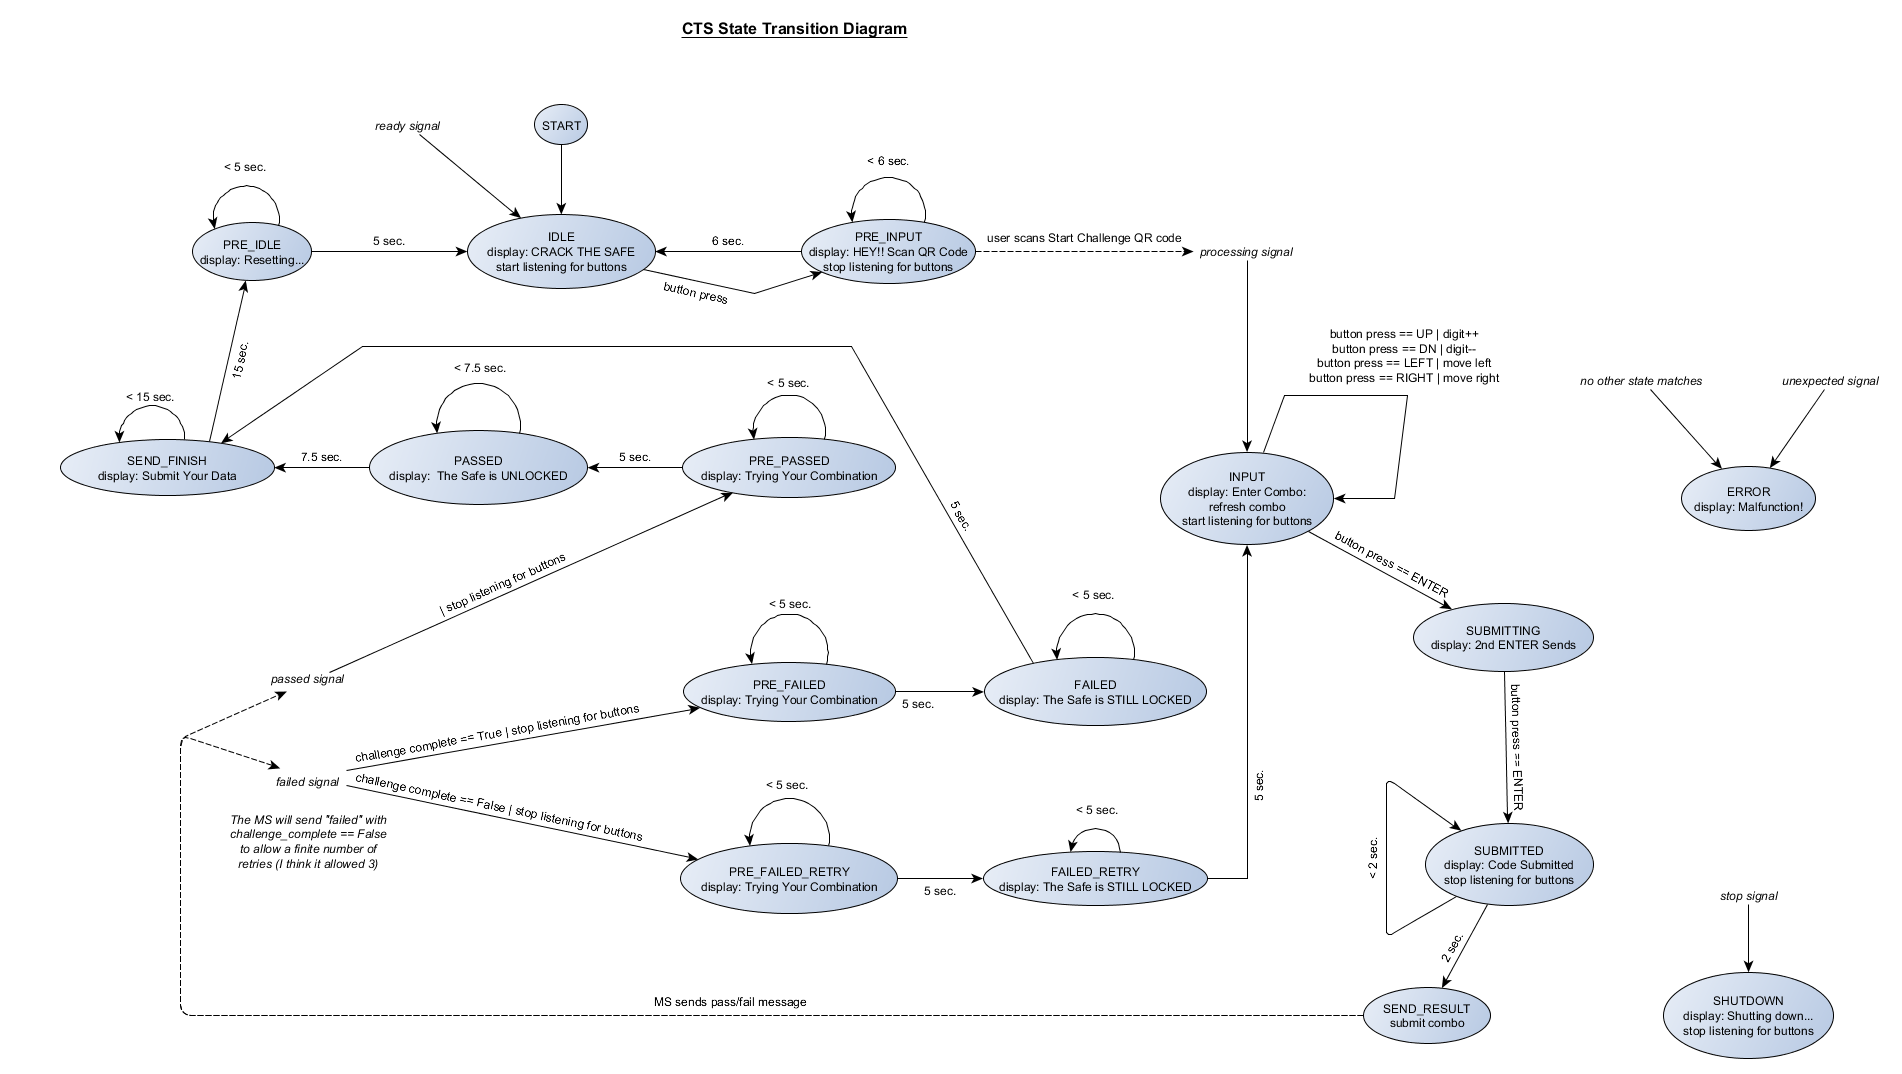 CTS State Transition Diagram
ready signal
START
< 5 sec.
< 6 sec.
PRE_IDLE
display: Resetting...
5 sec.
IDLE
display: CRACK THE SAFE
start listening for buttons
6 sec.
PRE_INPUT
display: HEY!! Scan QR Code
stop listening for buttons
user scans Start Challenge QR code
processing signal
button press
15 sec.
button press == UP | digit++
button press == DN | digit--
button press == LEFT | move left
button press == RIGHT | move right
no other state matches
unexpected signal
< 15 sec.
< 7.5 sec.
< 5 sec.
SEND_FINISH
display: Submit Your Data
7.5 sec.
PASSED
display:  The Safe is UNLOCKED
5 sec.
PRE_PASSED
display: Trying Your Combination
5 sec.
INPUT
display: Enter Combo:
refresh combo
start listening for buttons
ERROR
display: Malfunction!
button press == ENTER
| stop listening for buttons
< 5 sec.
< 5 sec.
SUBMITTING
display: 2nd ENTER Sends
passed signal
PRE_FAILED
display: Trying Your Combination
5 sec.
FAILED
display: The Safe is STILL LOCKED
button press == ENTER
challenge complete == True | stop listening for buttons
failed signal
challenge complete == False | stop listening for buttons
< 5 sec.
< 5 sec.
5 sec.
The MS will send "failed" with
challenge_complete == False
to allow a finite number of
retries (I think it allowed 3)
PRE_FAILED_RETRY
display: Trying Your Combination
5 sec.
FAILED_RETRY
display: The Safe is STILL LOCKED
< 2 sec.
SUBMITTED
display: Code Submitted
stop listening for buttons
stop signal
2 sec.
MS sends pass/fail message
SEND_RESULT
submit combo
SHUTDOWN
display: Shutting down...
stop listening for buttons